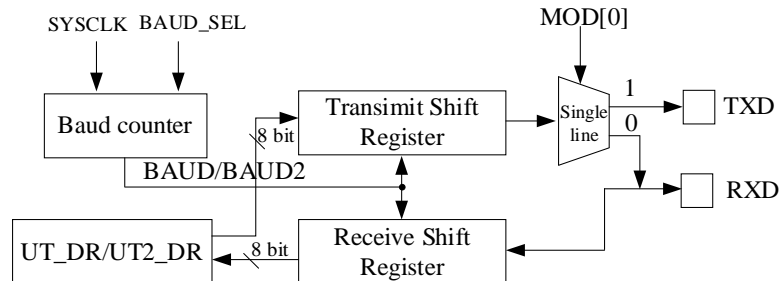 SYSCLK
BAUD_SEL
MOD[0]
Baud counter
8 bit
Transimit Shift
Register
Single
line
1
0
TXD
BAUD/BAUD2
RXD
UT_DR/UT2_DR
8 bit
Receive Shift
Register